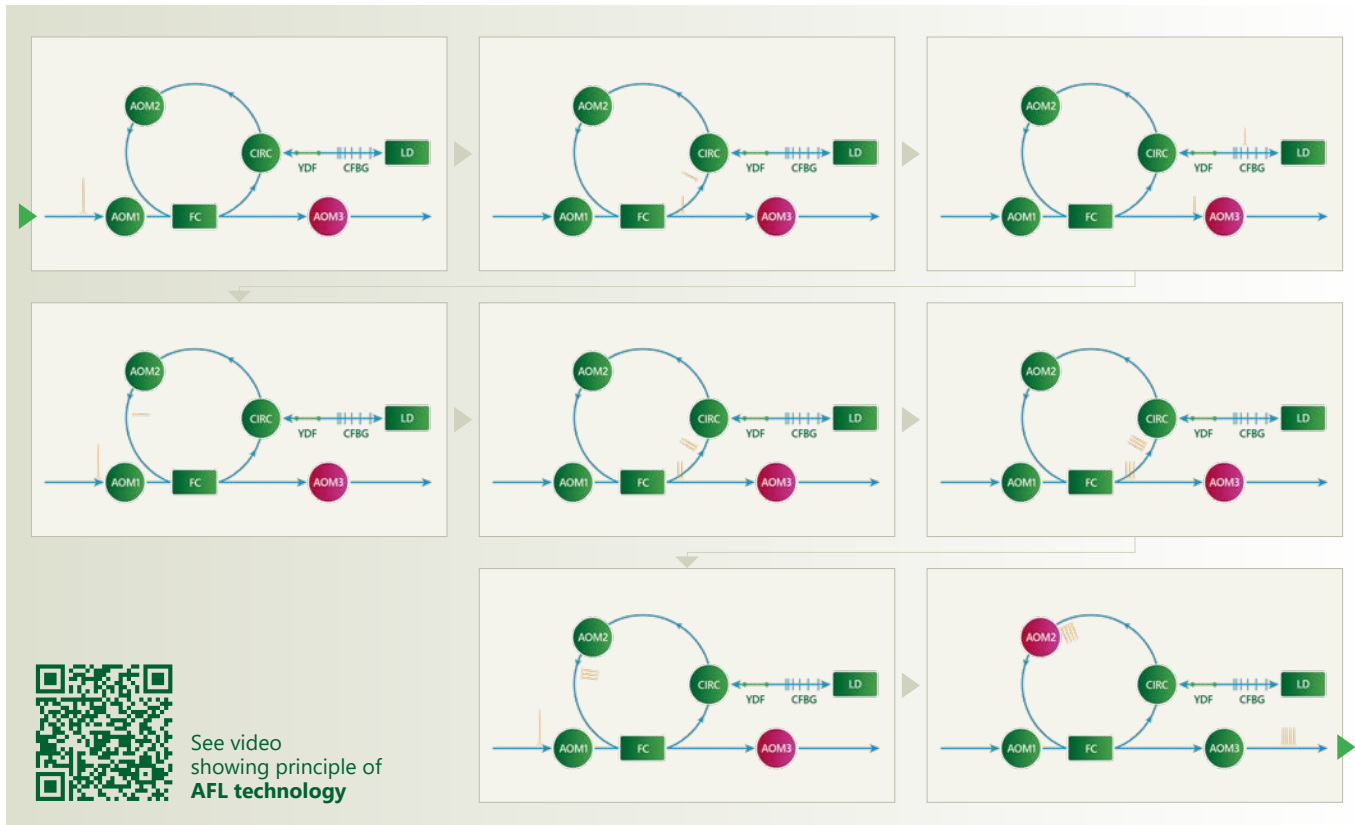 AOM2
CIRC
YDF
CFBG
LD
AOM1
FC
AOM3
AOM2
CIRC
YDF
CFBG
LD
AOM1
FC
AOM3
AOM2
CIRC
YDF
CFBG
LD
AOM1
FC
AOM3
AOM2
CIRC
YDF
CFBG
LD
AOM1
FC
AOM3
AOM2
CIRC
YDF
CFBG
LD
AOM1
FC
AOM3
AOM2
CIRC
YDF
CFBG
LD
AOM1
FC
AOM3
AOM2
CIRC
YDF
CFBG
LD
AOM1
FC
AOM3
AOM2
CIRC
YDF
CFBG
LD
AOM1
FC
AOM3
See video
showing principle of
AFL technology